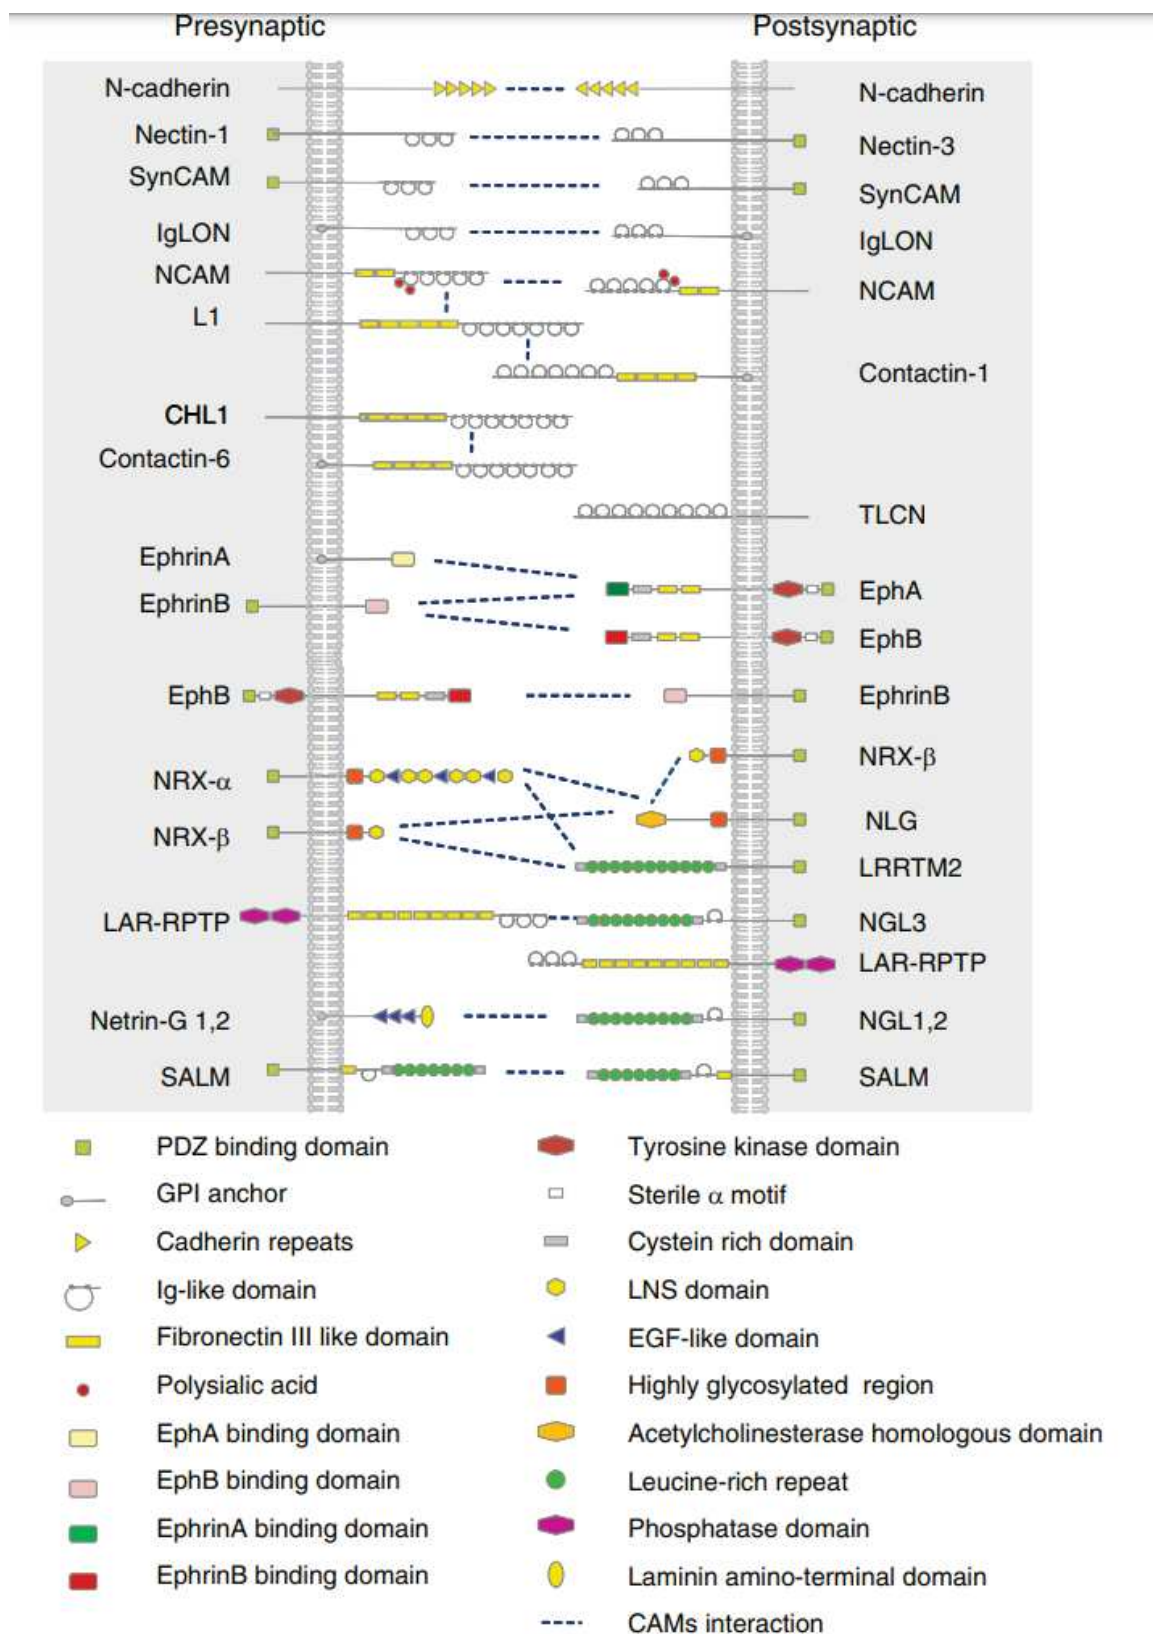 Presynaptic
Postsynaptic
N-cadherin
N-cadherin
Nectin-1
Nectin-3
SynCAM
SynCAM
IgLON
IgLON
NCAM
NCAM
L1
Contactin-1
CHL1
Contactin-6
TLCN
EphrinA
EphA
EphrinB
EphB
EphB
EphrinB
NRX-β
NRX-α
NLG
NRX-β
LRRTM2
LAR-RPTP
NGL3
LAR-RPTP
Netrin-G 1,2
NGL1,2
SALM
SALM
PDZ binding domain
GPI anchor
Cadherin repeats
Ig-like domain
Fibronectin III like domain
Polysialic acid
EphA binding domain
EphB binding domain
EphrinA binding domain
EphrinB binding domain
Tyrosine kinase domain
Sterile α motif
Cystein rich domain
LNS domain
EGF-like domain
Highly glycosylated region
Acetylcholinesterase homologous domain
Leucine-rich repeat
Phosphatase domain
Laminin amino-terminal domain
CAMs interaction